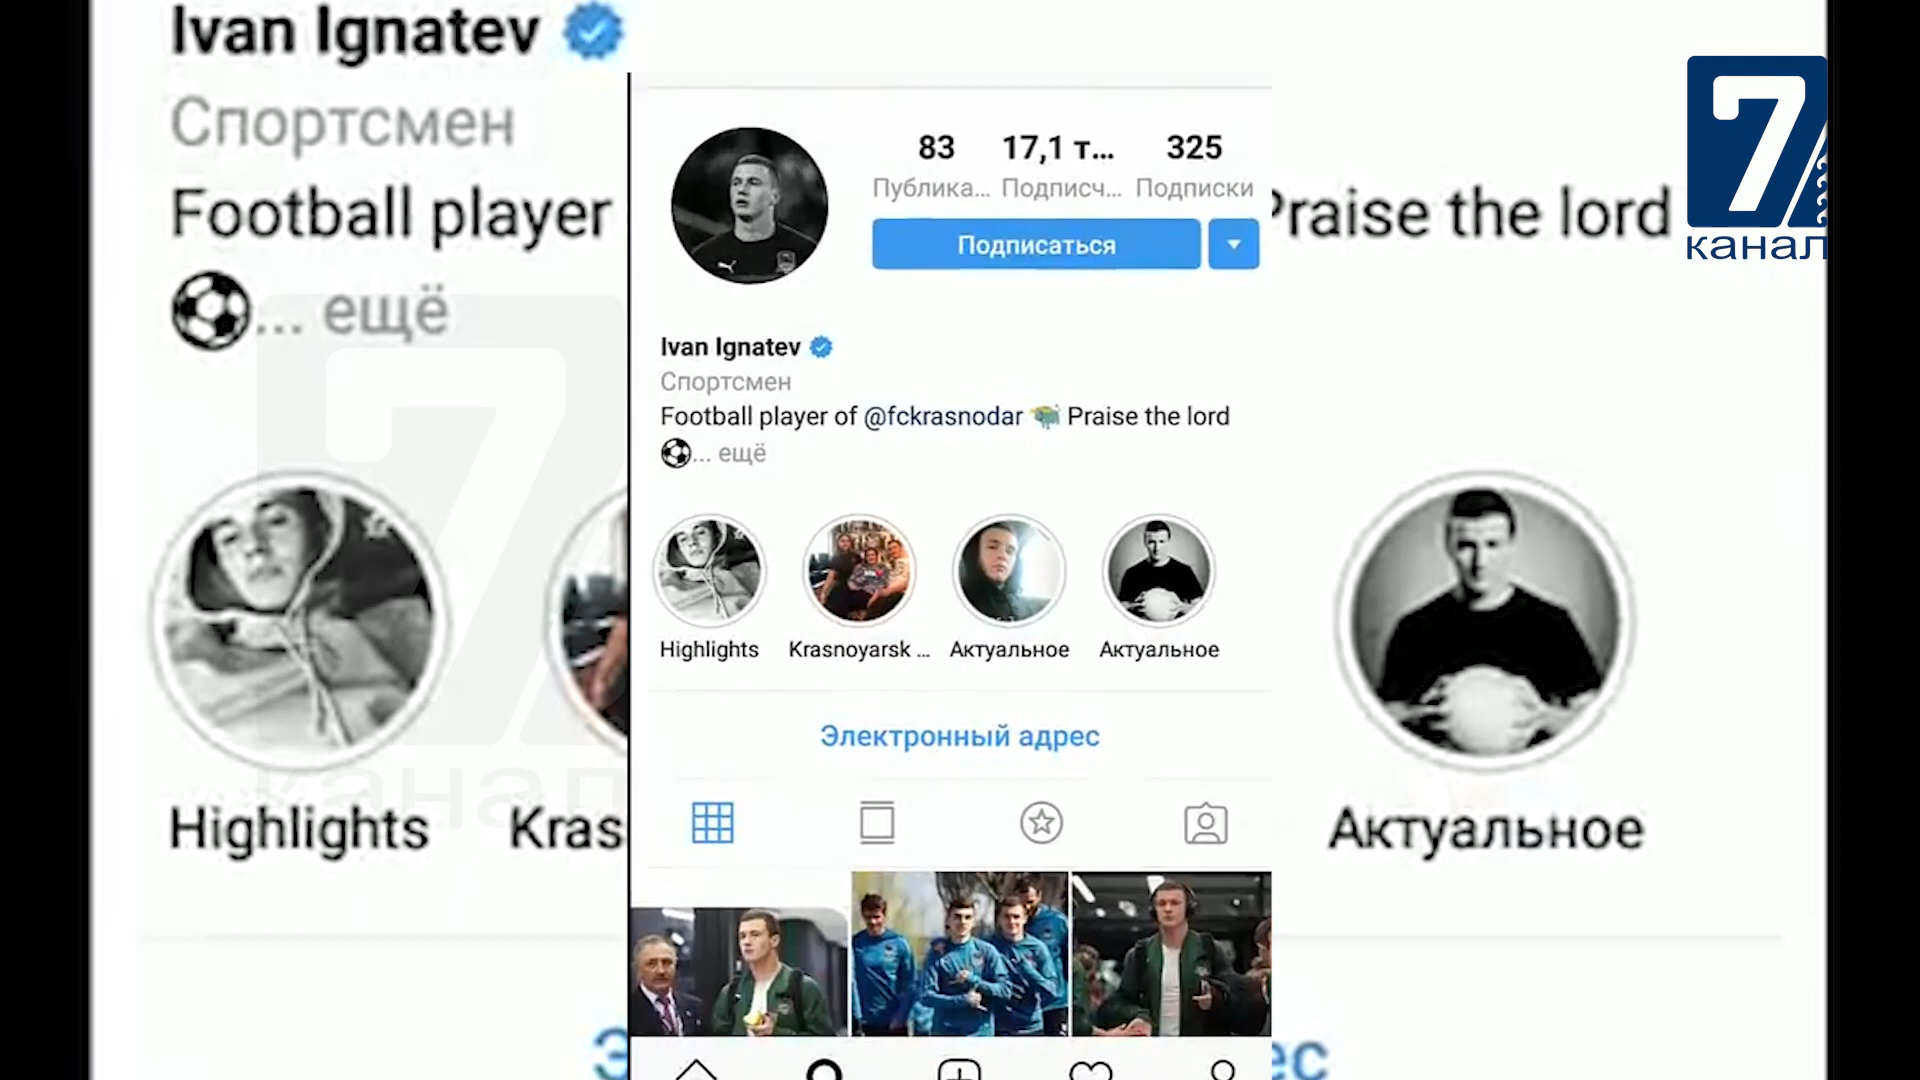 Ivan Ignatev
Спортсмен
Football player
... ещё
Highlights
Kras
83 17,1 т... 325
Публика... Подписч... Подписки
Подписаться
Ivan Ignatev
Спортсмен
Football player of @fckrasnodar Praise the lord
... ещё
Highlights Krasnoyarsk ... Актуальное Актуальное
Электронный адрес
Praise the lord
Актуальное
7
канал
7
канал